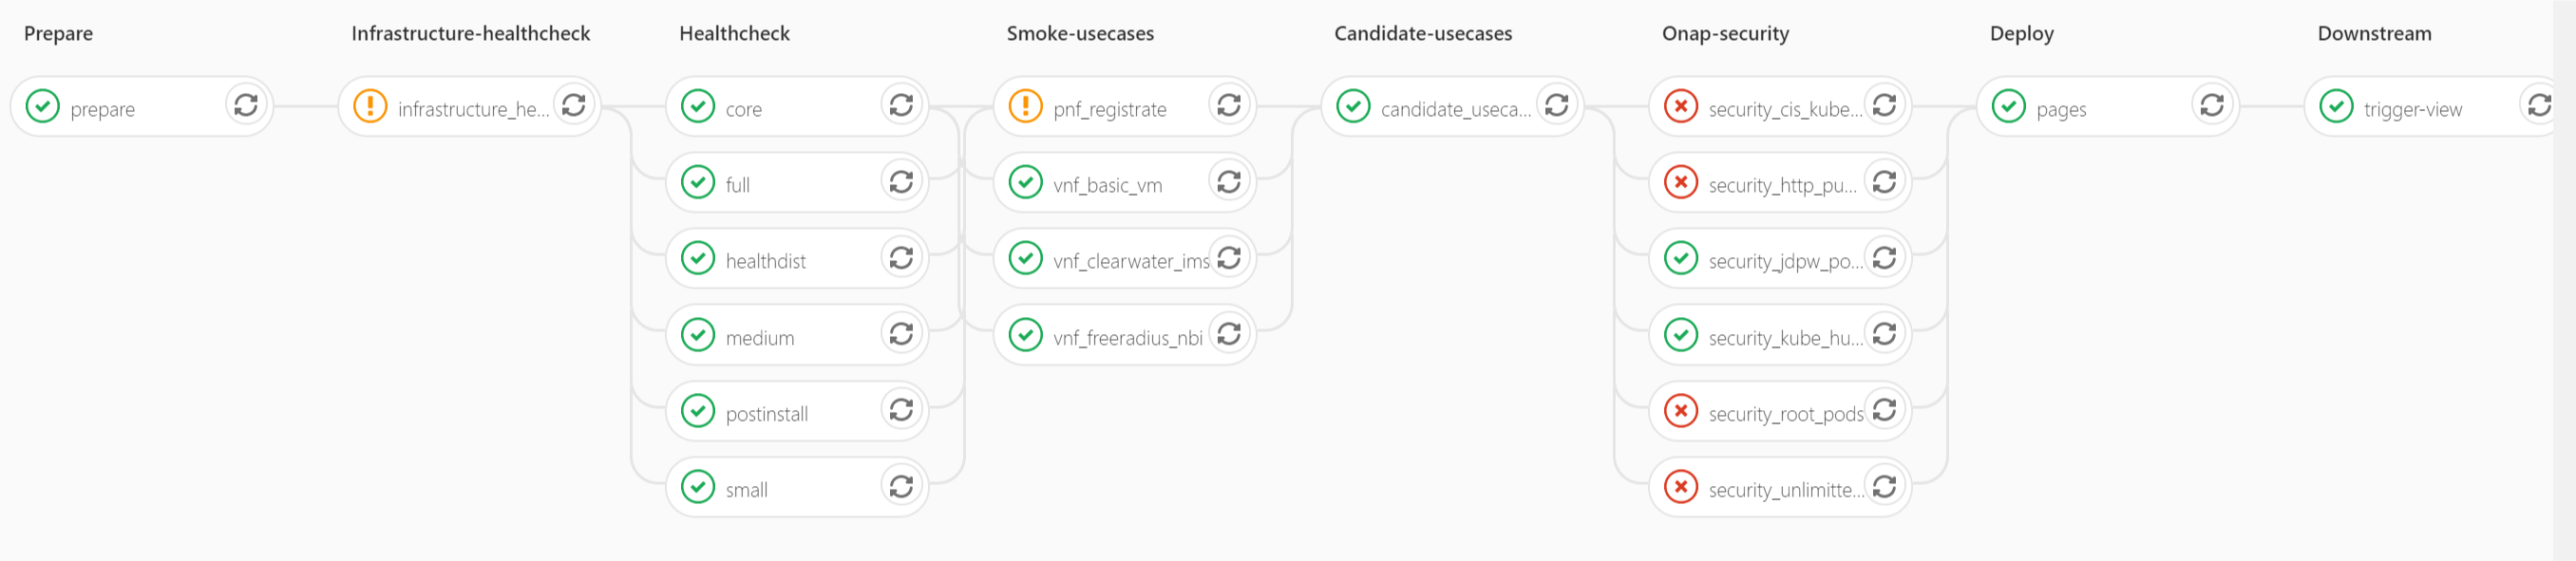 Prepare
prepare
Infrastructure-healthcheck
infrastructure_he...
Healthcheck
core
full
healthdist
medium
postinstall
small
Smoke-usecases
pnf_registrate
vnf_basic_vm
vnf_clearwater_ims
vnf_freeradius_nbi
Candidate-usecases
candidate_useca...
Onap-security
security_cis_kube...
security_http_pu...
security_jdpw_po...
security_kube_hu...
security_root_pods
security_unlimitte...
Deploy
pages
Downstream
trigger-view